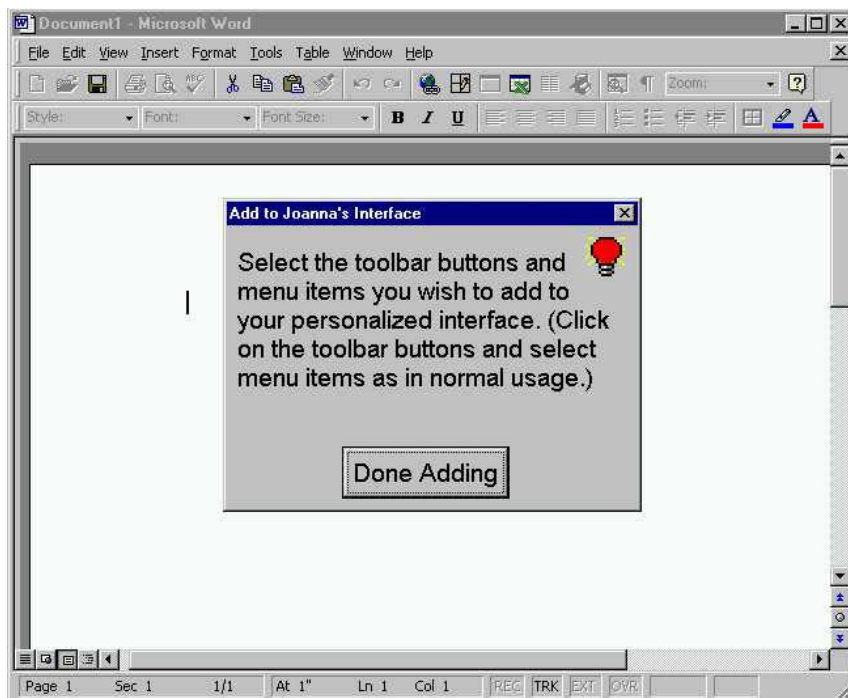 Document1 - Microsoft Word
File Edit View Insert Format Tools Table Window Help
ABC ¶ Zoom: ?
Style: Font: Font Size: B I U A
Add to Joanna's Interface
Select the toolbar buttons and
menu items you wish to add to
your personalized interface. (Click
on the toolbar buttons and select
menu items as in normal usage.)
Done Adding
Page 1 Sec 1 1/1 At 1" Ln 1 Col 1 REC TRK EXT OVR